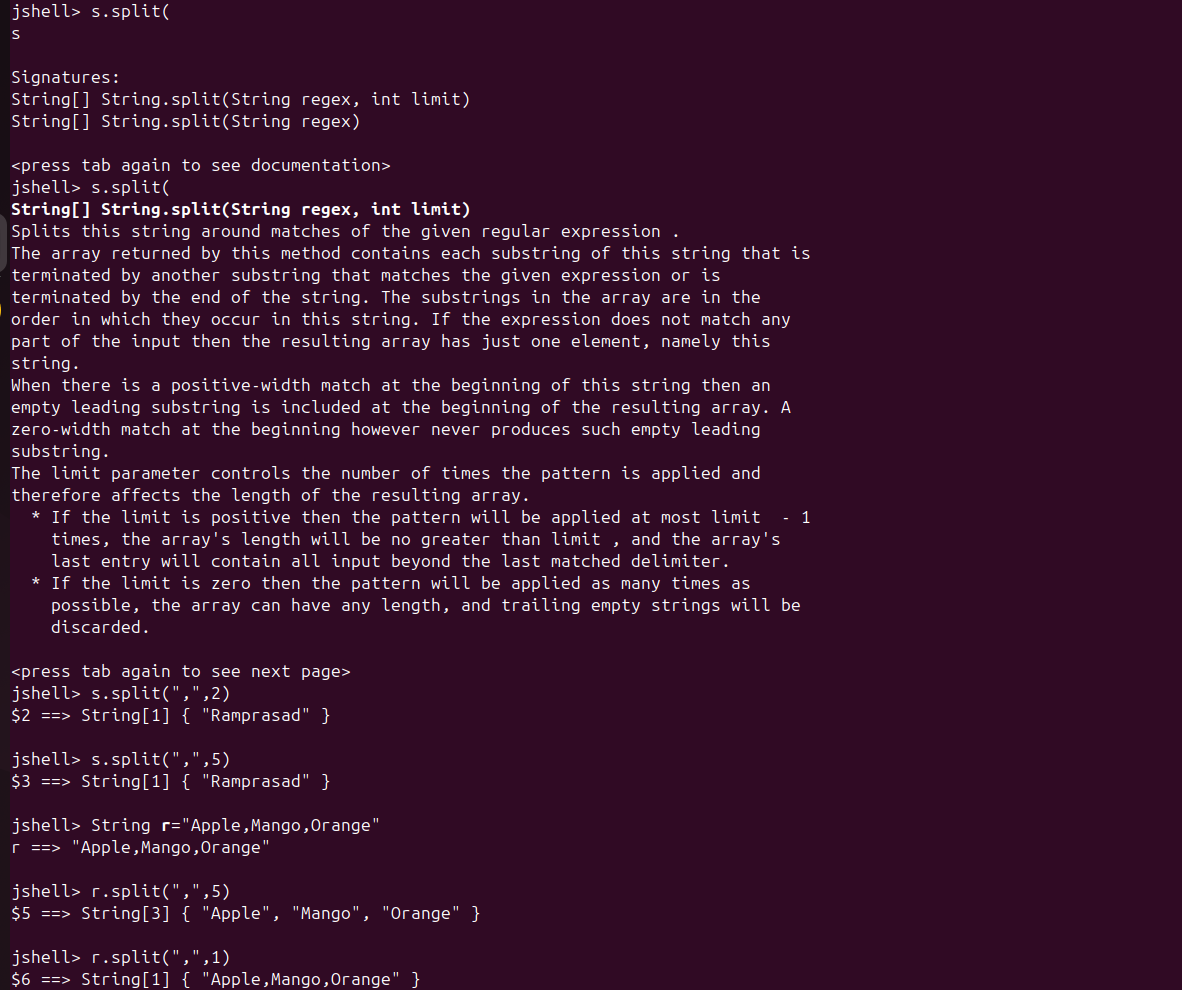 jshell> s.split(
s
Signatures:
String[] String.split(String regex, int limit)
String[] String.split(String regex)
<press tab again to see documentation>
jshell> s.split(
String[] String.split(String regex, int limit)
Splits this string around matches of the given regular expression .
The array returned by this method contains each substring of this string that is
terminated by another substring that matches the given expression or is
terminated by the end of the string. The substrings in the array are in the
order in which they occur in this string. If the expression does not match any
part of the input then the resulting array has just one element, namely this
string.
When there is a positive-width match at the beginning of this string then an
empty leading substring is included at the beginning of the resulting array. A
zero-width match at the beginning however never produces such empty leading
substring.
The limit parameter controls the number of times the pattern is applied and
therefore affects the length of the resulting array.
  * If the limit is positive then the pattern will be applied at most limit  - 1
    times, the array's length will be no greater than limit , and the array's
    last entry will contain all input beyond the last matched delimiter.
  * If the limit is zero then the pattern will be applied as many times as
    possible, the array can have any length, and trailing empty strings will be
    discarded.
<press tab again to see next page>
jshell> s.split(",",2)
$2 ==> String[1] { "Ramprasad" }
jshell> s.split(",",5)
$3 ==> String[1] { "Ramprasad" }
jshell> String r="Apple,Mango,Orange"
r ==> "Apple,Mango,Orange"
jshell> r.split(",",5)
$5 ==> String[3] { "Apple", "Mango", "Orange" }
jshell> r.split(",",1)
$6 ==> String[1] { "Apple,Mango,Orange" }